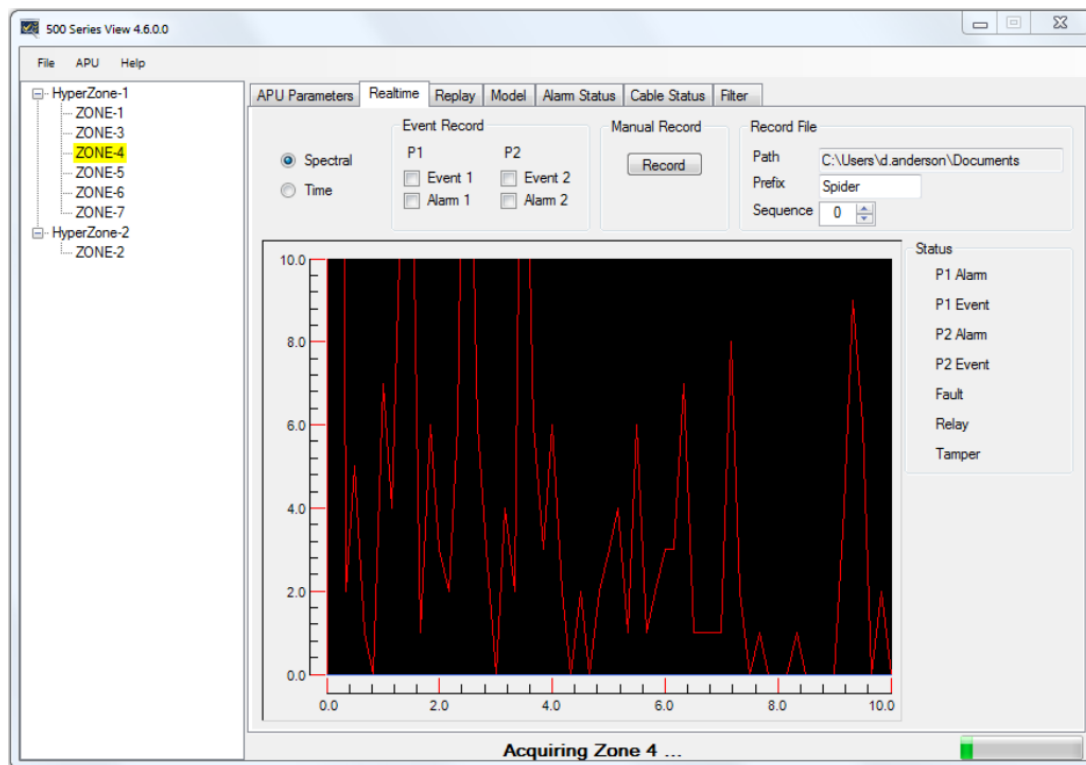 500 Series View 4.6.0.0
File APU Help
HyperZone-1
ZONE-1
ZONE-3
ZONE-4
ZONE-5
ZONE-6
ZONE-7
HyperZone-2
ZONE-2
APU Parameters Realtime Replay Model Alarm Status Cable Status Filter
Spectral
Time
Event Record
P1 P2
Event 1 Event 2
Alarm 1 Alarm 2
Manual Record
Record
Record File
Path C:\Users\d.anderson\Documents
Prefix Spider
Sequence 0
10.0
8.0
6.0
4.0
2.0
0.0
0.0 2.0 4.0 6.0 8.0 10.0
Status
P1 Alarm
P1 Event
P2 Alarm
P2 Event
Fault
Relay
Tamper
Acquiring Zone 4 ...